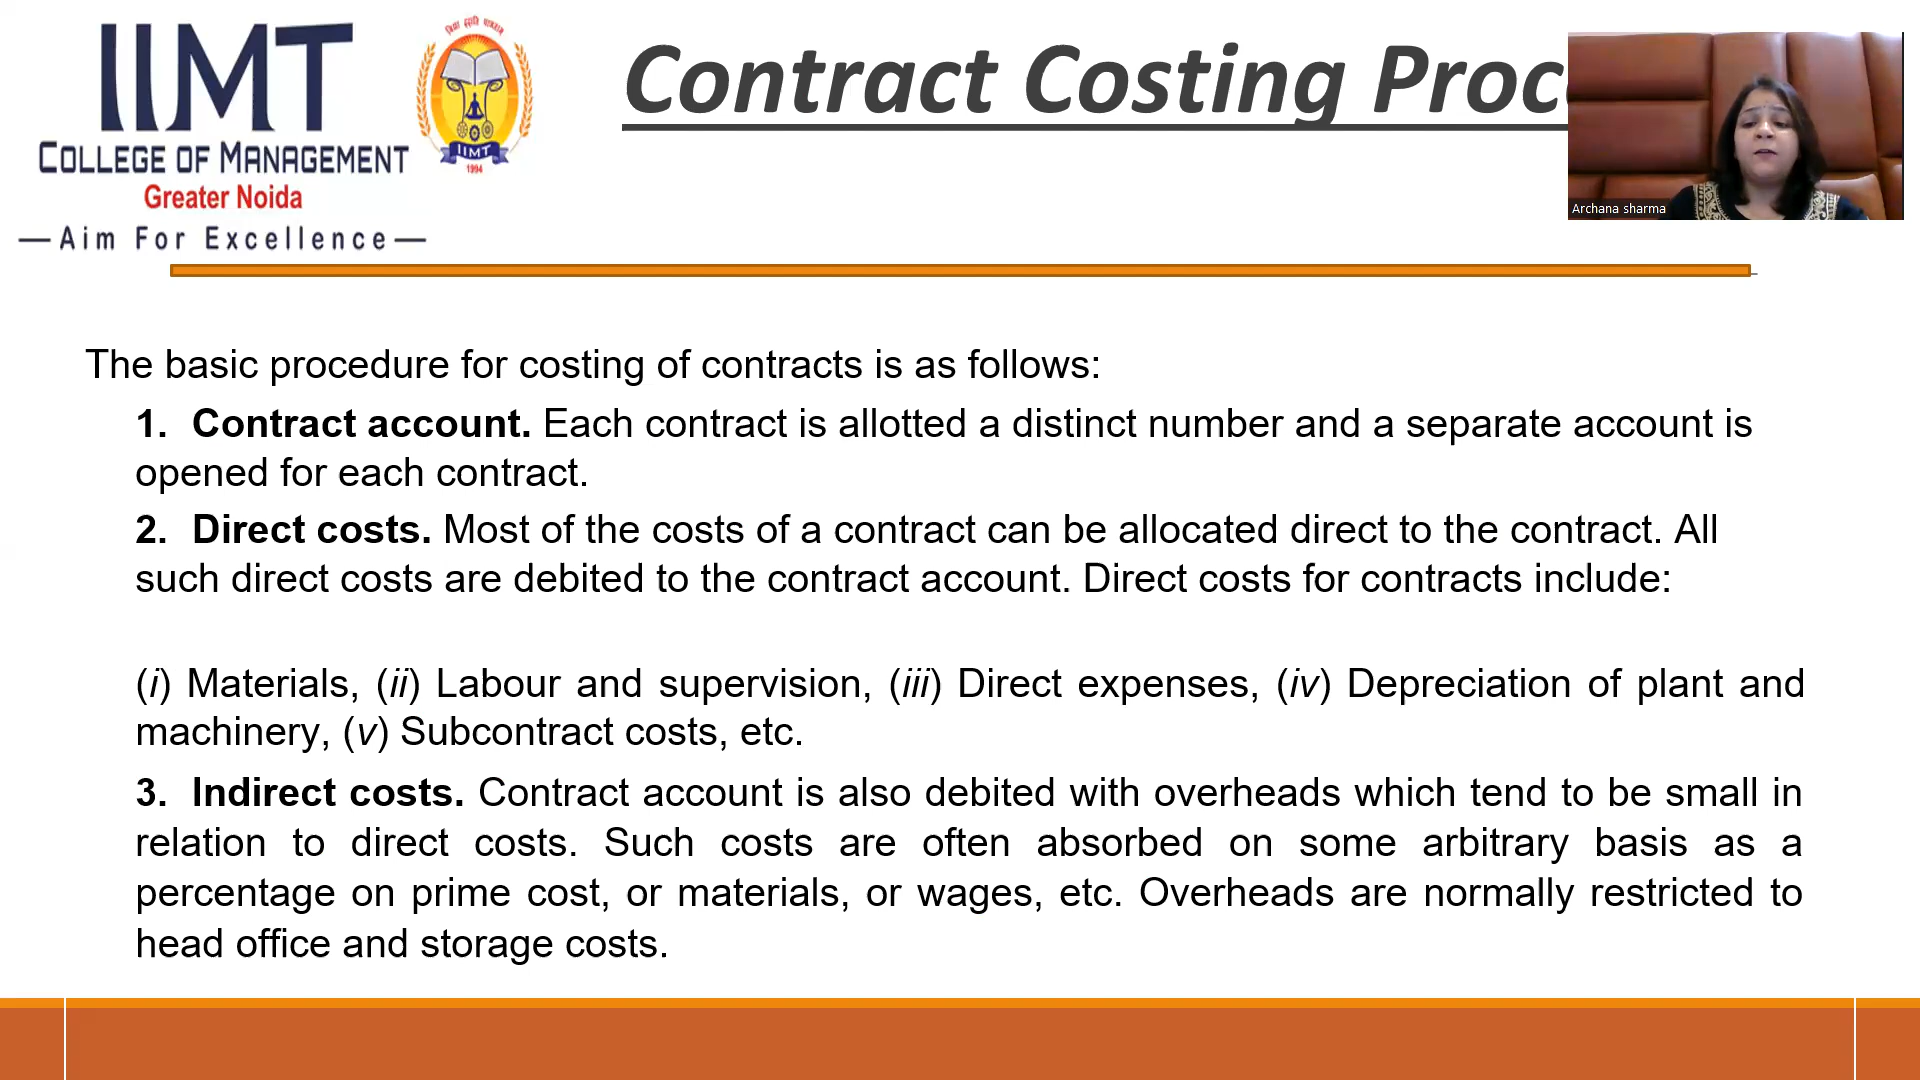 IIMT
COLLEGE OF MANAGEMENT
Greater Noida
—Aim For Excellence—
IIMT
1994
Contract Costing Proc
Archana sharma
The basic procedure for costing of contracts is as follows:
1. Contract account. Each contract is allotted a distinct number and a separate account is
opened for each contract.
2. Direct costs. Most of the costs of a contract can be allocated direct to the contract. All
such direct costs are debited to the contract account. Direct costs for contracts include:
(i) Materials, (ii) Labour and supervision, (iii) Direct expenses, (iv) Depreciation of plant and
machinery, (v) Subcontract costs, etc.
3. Indirect costs. Contract account is also debited with overheads which tend to be small in
relation to direct costs. Such costs are often absorbed on some arbitrary basis as a
percentage on prime cost, or materials, or wages, etc. Overheads are normally restricted to
head office and storage costs.